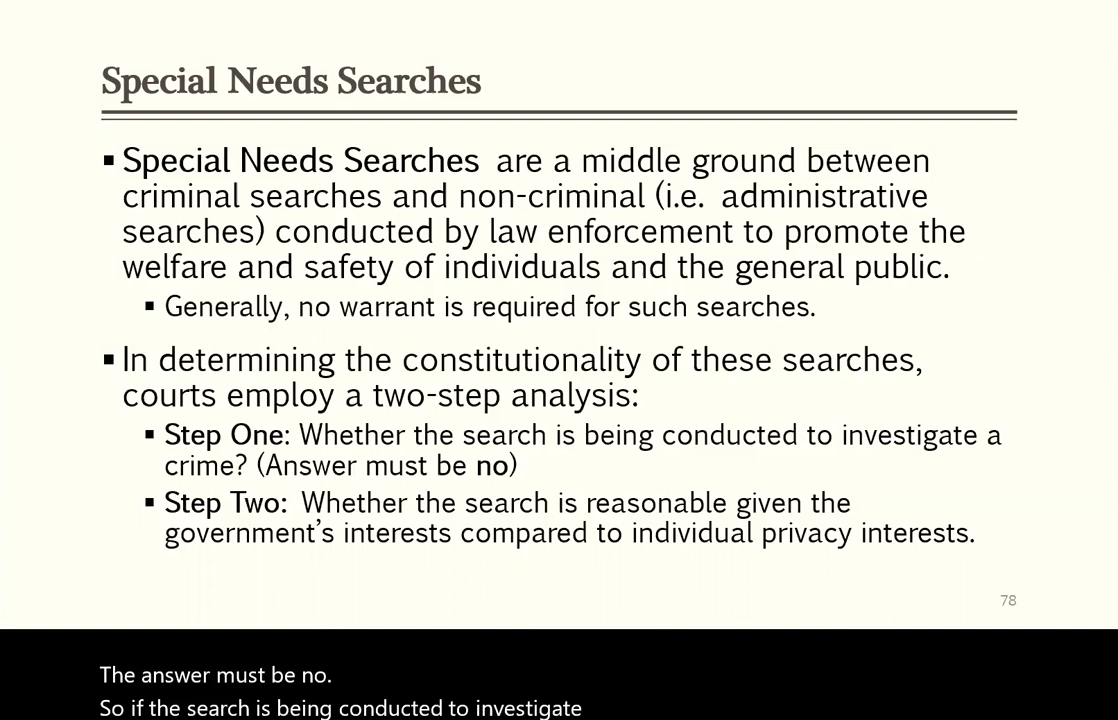 Special Needs Searches
▪ Special Needs Searches are a middle ground between
criminal searches and non-criminal (i.e. administrative
searches) conducted by law enforcement to promote the
welfare and safety of individuals and the general public.
▪ Generally, no warrant is required for such searches.
▪ In determining the constitutionality of these searches,
courts employ a two-step analysis:
▪ Step One: Whether the search is being conducted to investigate a
crime? (Answer must be no)
▪ Step Two: Whether the search is reasonable given the
government’s interests compared to individual privacy interests.
78
The answer must be no.
So if the search is being conducted to investigate